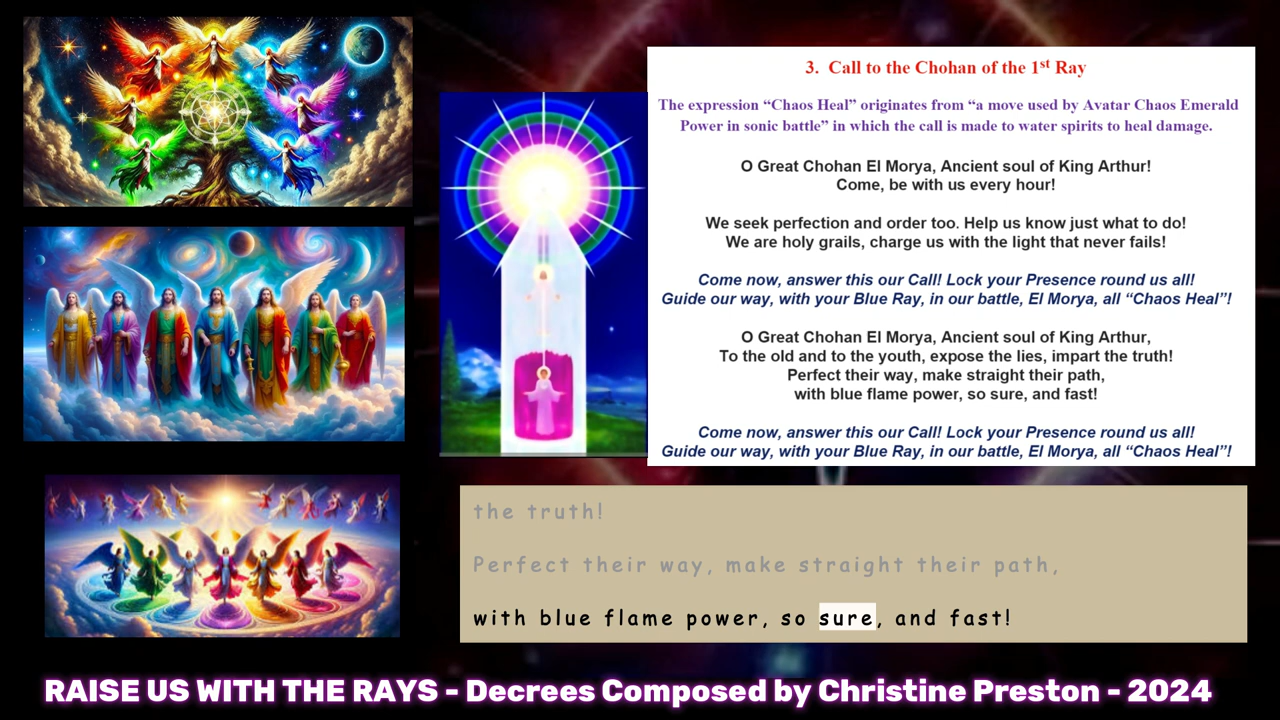 3. Call to the Chohan of the 1st Ray
The expression “Chaos Heal” originates from “a move used by Avatar Chaos Emerald
Power in sonic battle” in which the call is made to water spirits to heal damage.
O Great Chohan El Morya, Ancient soul of King Arthur!
Come, be with us every hour!
We seek perfection and order too. Help us know just what to do!
We are holy grails, charge us with the light that never fails!
Come now, answer this our Call! Lock your Presence round us all!
Guide our way, with your Blue Ray, in our battle, El Morya, all “Chaos Heal”!
O Great Chohan El Morya, Ancient soul of King Arthur,
To the old and to the youth, expose the lies, impart the truth!
Perfect their way, make straight their path,
with blue flame power, so sure, and fast!
Come now, answer this our Call! Lock your Presence round us all!
Guide our way, with your Blue Ray, in our battle, El Morya, all “Chaos Heal”!
the truth!
Perfect their way, make straight their path,
with blue flame power, so sure, and fast!
RAISE US WITH THE RAYS - Decrees Composed by Christine Preston - 2024